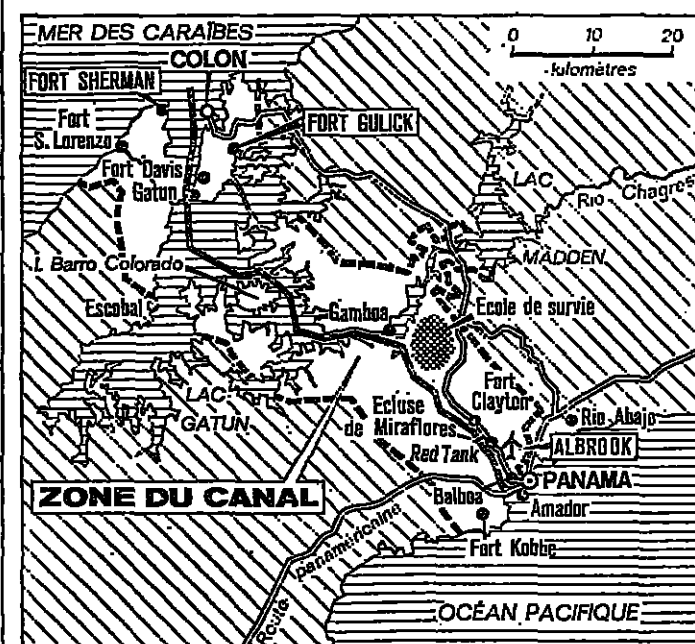 MER DES CARAÏBES
COLON
0 10 20
kilomètres
FORT SHERMAN
Fort
S. Lorenzo
FORT GULICK
Fort Davis
Gatun
LAC
MADDEN
Rio Chagres
I. Barro Colorado
Escobal
Gamboa
Ecole de survie
LAC
GATUN
Fort
Clayton
Ecluse
de Miraflores
Red Tank
Rio Abajo
ALBROOK
ZONE DU CANAL
PANAMA
Balboa
Amador
Fort Kobbe
Route panaméricaine
OCÉAN PACIFIQUE